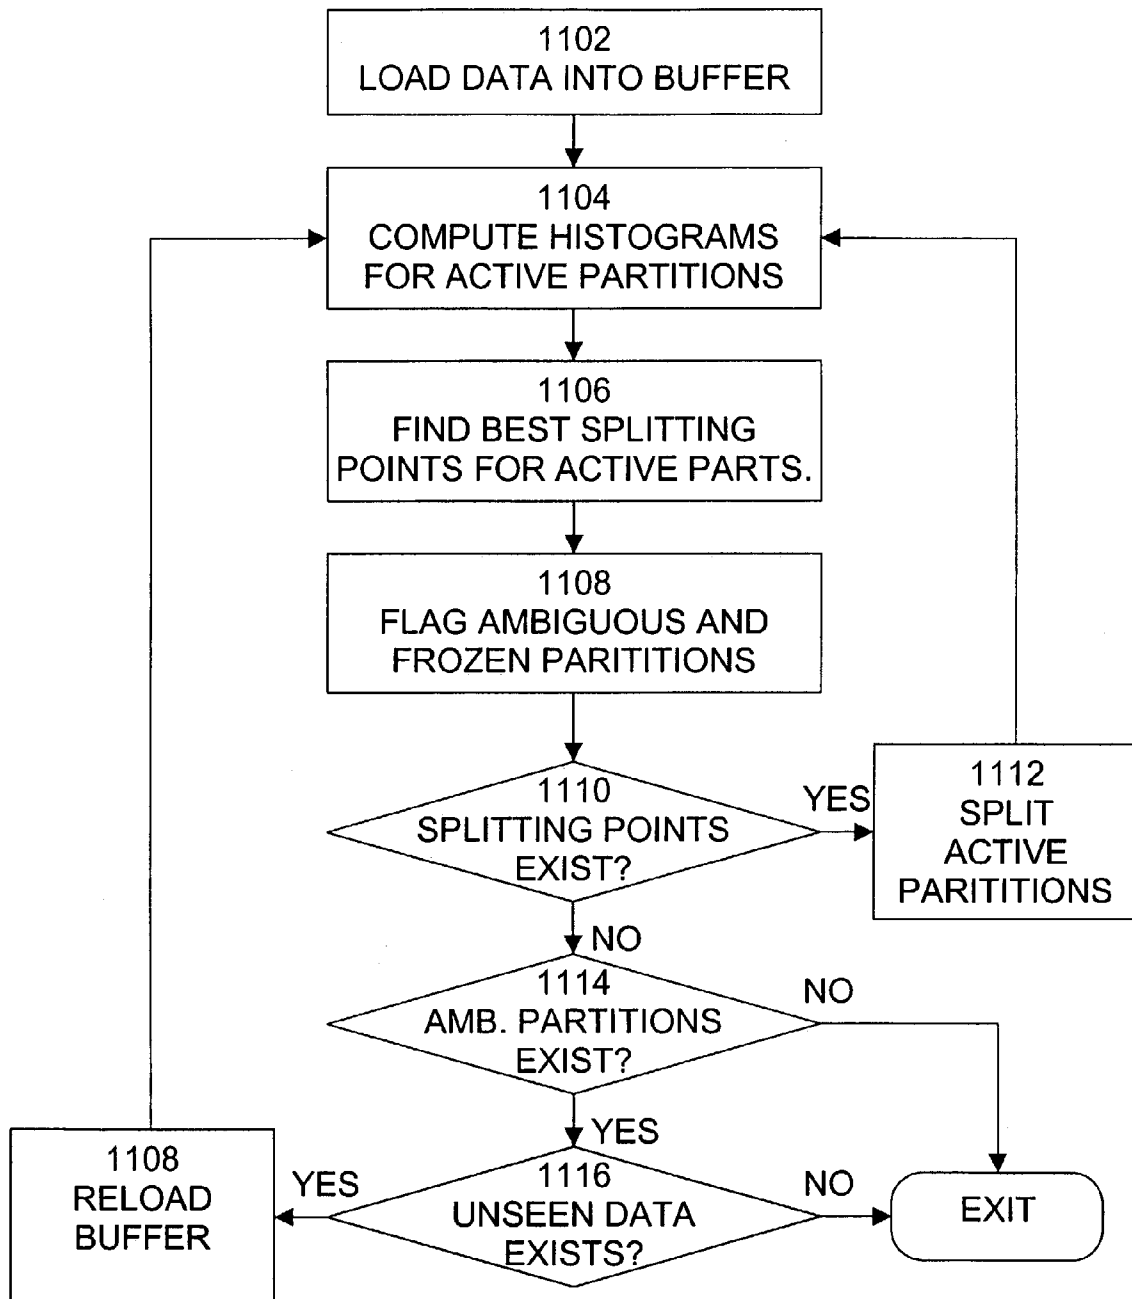 1102
LOAD DATA INTO BUFFER
1104
COMPUTE HISTOGRAMS
FOR ACTIVE PARTITIONS
1106
FIND BEST SPLITTING
POINTS FOR ACTIVE PARTS.
1108
FLAG AMBIGUOUS AND
FROZEN PARITITIONS
1110
SPLITTING POINTS
EXIST?
YES
1112
SPLIT
ACTIVE
PARITITIONS
NO
1114
AMB. PARTITIONS
EXIST?
NO
YES
1116
UNSEEN DATA
EXISTS?
YES
1108
RELOAD
BUFFER
NO
EXIT